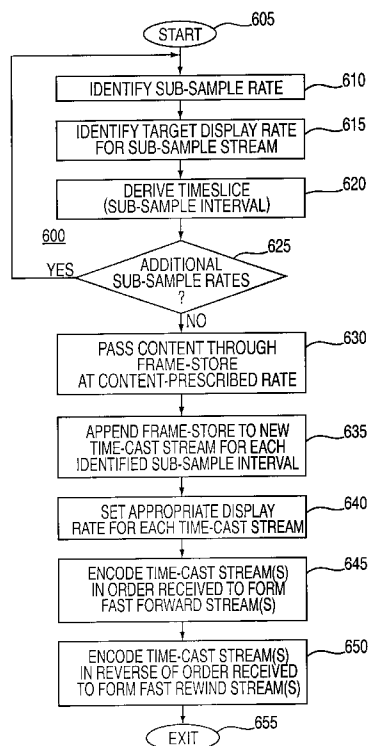 START
605
IDENTIFY SUB-SAMPLE RATE
610
IDENTIFY TARGET DISPLAY RATE
FOR SUB-SAMPLE STREAM
615
DERIVE TIMESLICE
(SUB-SAMPLE INTERVAL)
620
600
625
YES
ADDITIONAL
SUB-SAMPLE RATES
?
NO
PASS CONTENT THROUGH
FRAME-STORE
AT CONTENT-PRESCRIBED RATE
630
APPEND FRAME-STORE TO NEW
TIME-CAST STREAM FOR EACH
IDENTIFIED SUB-SAMPLE INTERVAL
635
SET APPROPRIATE DISPLAY
RATE FOR EACH TIME-CAST STREAM
640
ENCODE TIME-CAST STREAM(S)
IN ORDER RECEIVED TO FORM
FAST FORWARD STREAM(S)
645
ENCODE TIME-CAST STREAM(S)
IN REVERSE OF ORDER RECEIVED
TO FORM FAST REWIND STREAM(S)
650
EXIT
655